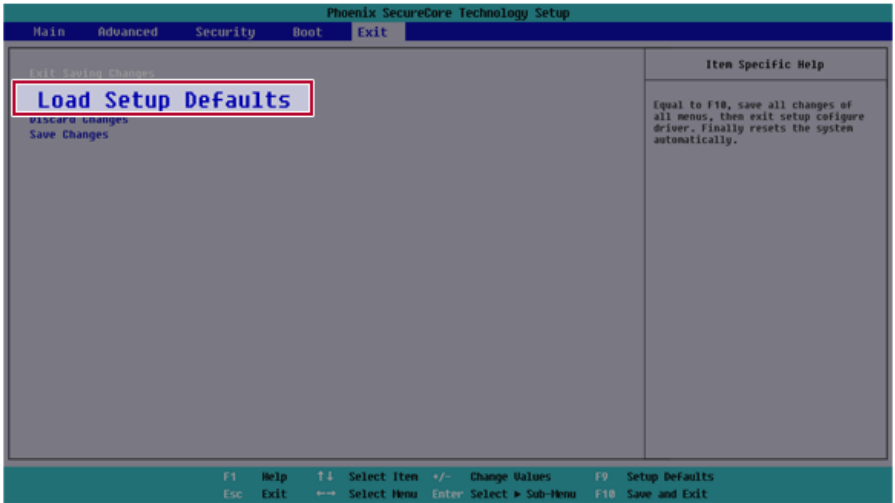 Phoenix SecureCore Technology Setup
Main Advanced Security Boot Exit
Exit Saving Changes
Load Setup Defaults
Discard Changes
Save Changes
Item Specific Help
Equal to F10, save all changes of
all menus, then exit setup cofigure
driver. Finally resets the system
automatically.
F1 Help ↑↓ Select Item +/- Change Values F9 Setup Defaults
Esc Exit ←→ Select Menu Enter Select ► Sub-Menu F10 Save and Exit